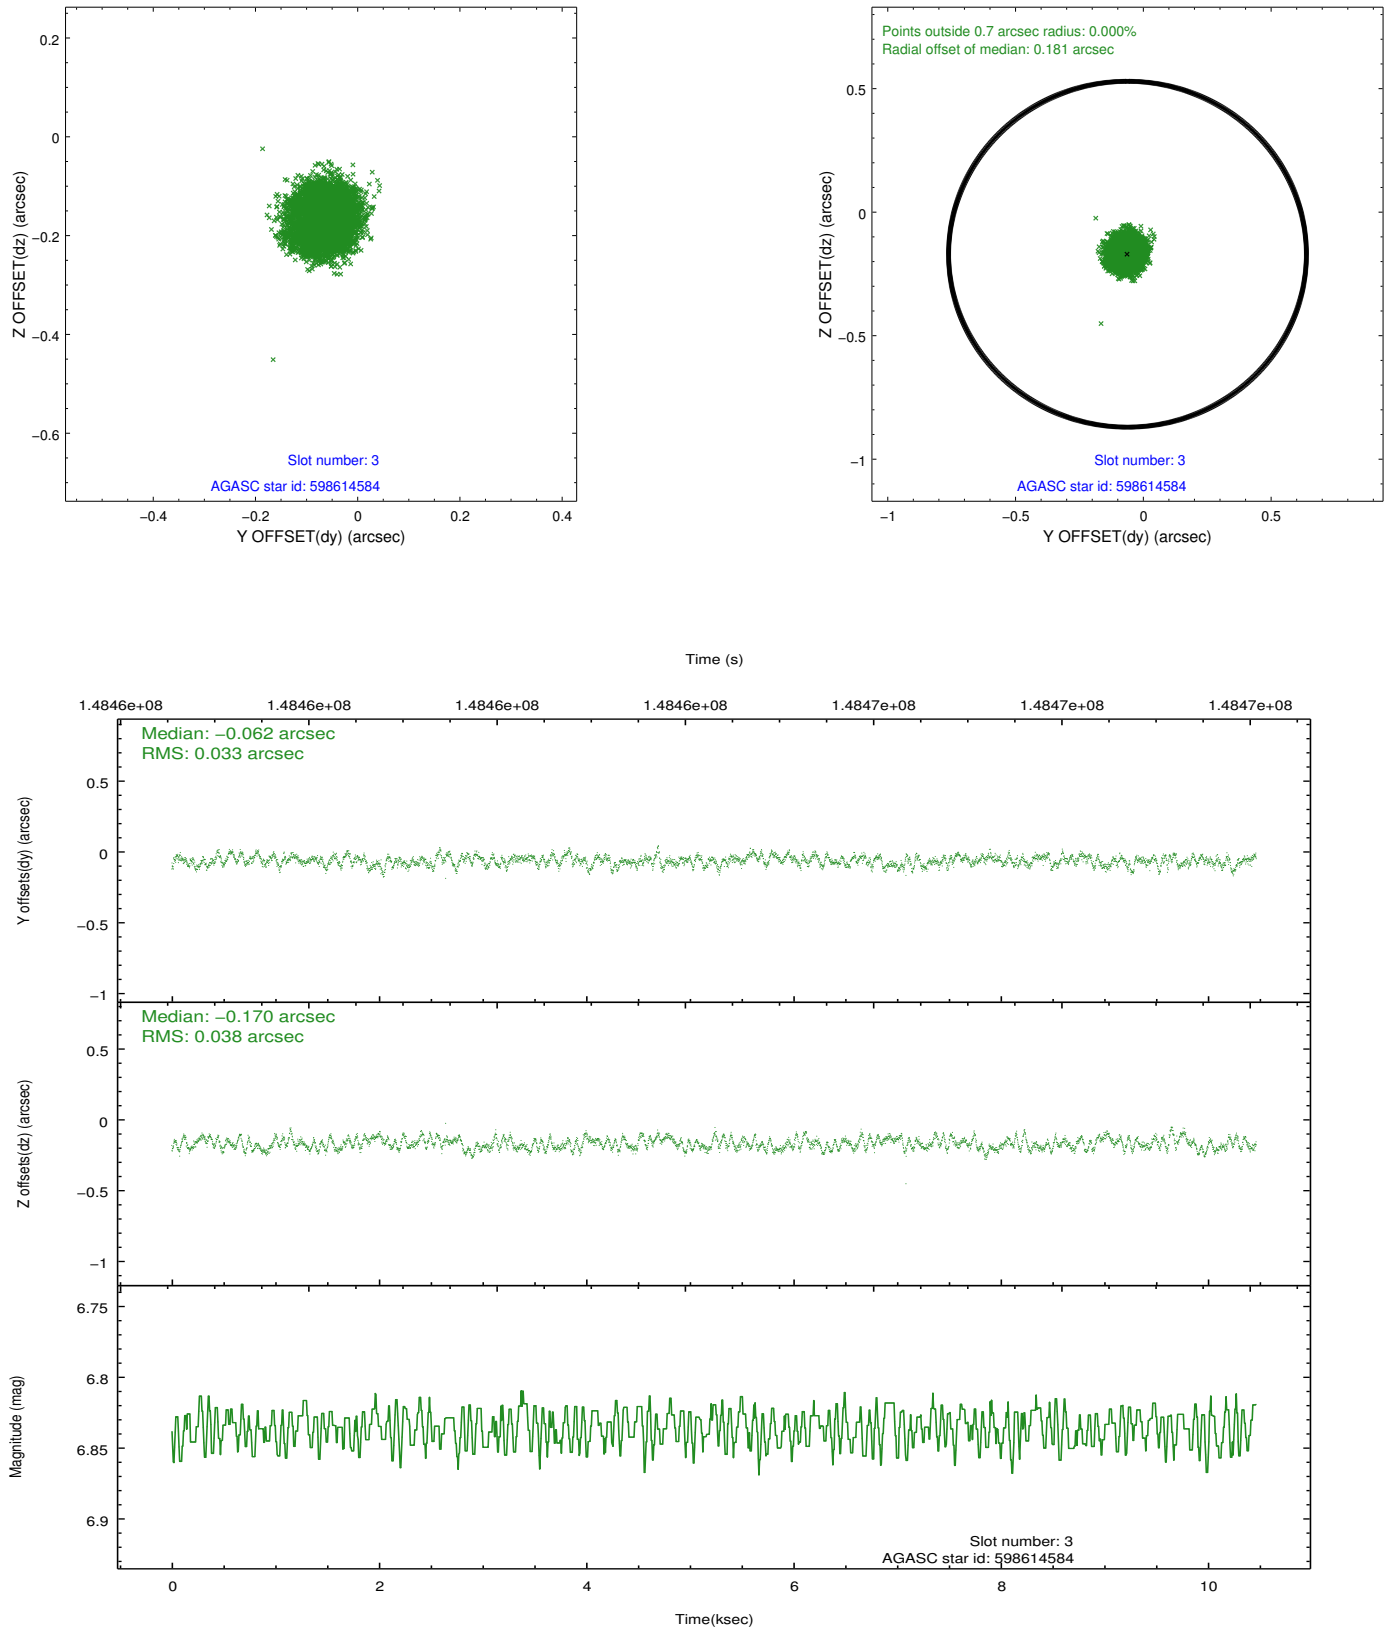 0.2
0
−0.2
−0.4
−0.6
Z OFFSET(dz) (arcsec)
Slot number: 3
AGASC star id: 598614584
−0.4 −0.2 0 0.2 0.4
Y OFFSET(dy) (arcsec)
Points outside 0.7 arcsec radius: 0.000%
Radial offset of median: 0.181 arcsec
0.5
0
−0.5
−1
Z OFFSET(dz) (arcsec)
Slot number: 3
AGASC star id: 598614584
−1 −0.5 0 0.5
Y OFFSET(dy) (arcsec)
Time (s)
1.4846e+08 1.4846e+08 1.4846e+08 1.4846e+08 1.4847e+08 1.4847e+08 1.4847e+08
Median: −0.062 arcsec
RMS: 0.033 arcsec
0.5
0
−0.5
−1
Y offsets(dy) (arcsec)
Median: −0.170 arcsec
RMS: 0.038 arcsec
0.5
0
−0.5
−1
Z offsets(dz) (arcsec)
6.75
6.8
6.85
6.9
Magnitude (mag)
Slot number: 3
AGASC star id: 598614584
0 2 4 6 8 10
Time(ksec)